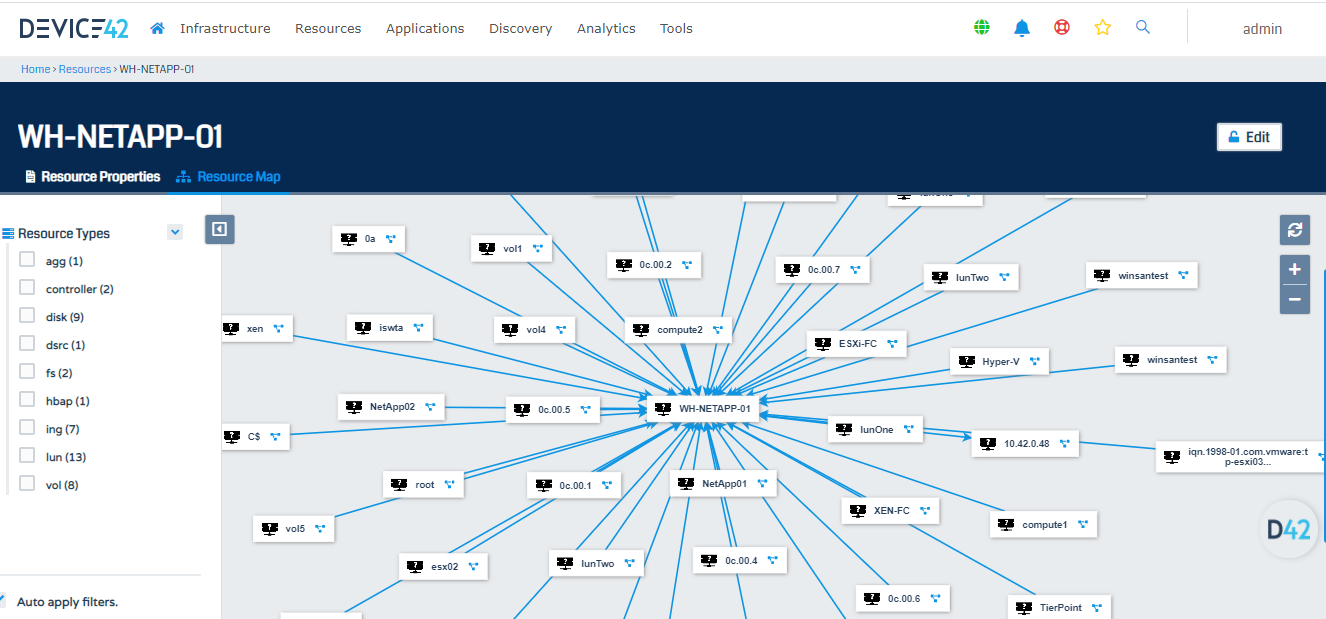 DEVICE42 Infrastructure Resources Applications Discovery Analytics Tools admin
Home › Resources › WH-NETAPP-01
WH-NETAPP-01
Edit
Resource Properties Resource Map
Resource Types
agg (1)
controller (2)
disk (9)
dsrc (1)
fs (2)
hbap (1)
ing (7)
lun (13)
vol (8)
Auto apply filters.
0a
vol1
0c.00.2
0c.00.7
lunTwo
winsantest
xen
iswta
vol4
compute2
ESXi-FC
Hyper-V
winsantest
NetApp02
0c.00.5
WH-NETAPP-01
C$
lunOne
10.42.0.48
iqn.1998-01.com.vmware:t
p-esxi03...
root
0c.00.1
NetApp01
XEN-FC
compute1
vol5
esx02
lunTwo
0c.00.4
0c.00.6
TierPoint
D42